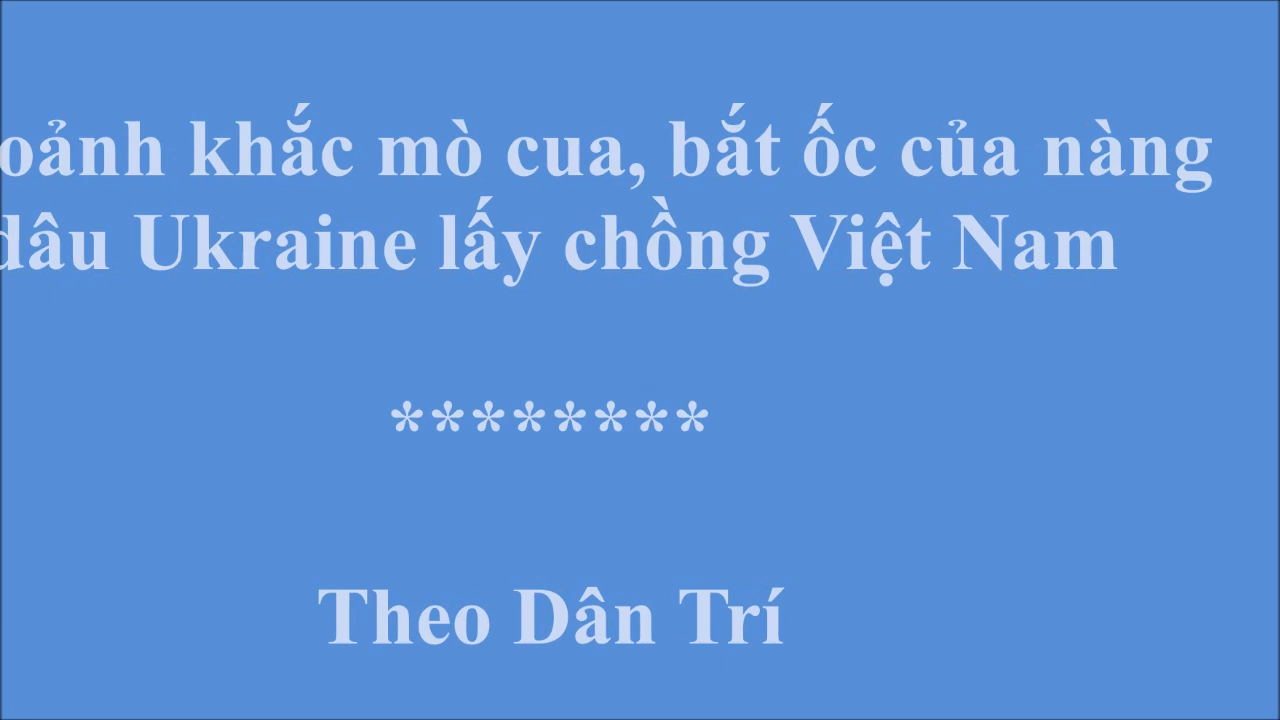 oảnh khắc mò cua, bắt ốc của nàng
dâu Ukraine lấy chồng Việt Nam
********
Theo Dân Trí